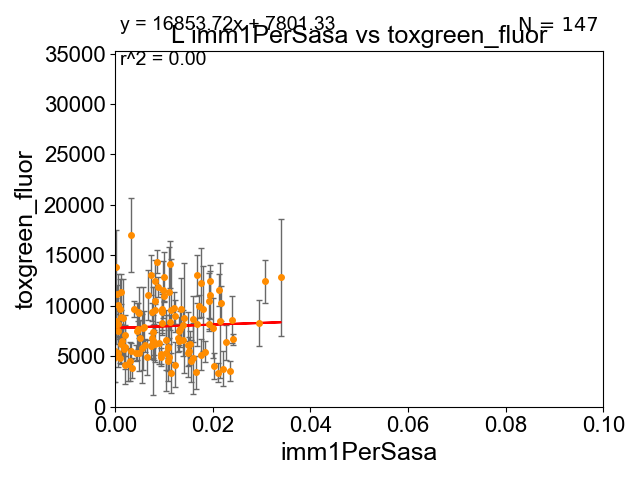 y = 16853.72x + 7801.33
N = 147
L imm1PerSasa vs toxgreen_fluor
r^2 = 0.00
35000
30000
25000
20000
15000
10000
5000
0
toxgreen_fluor
0.00 0.02 0.04 0.06 0.08 0.10
imm1PerSasa